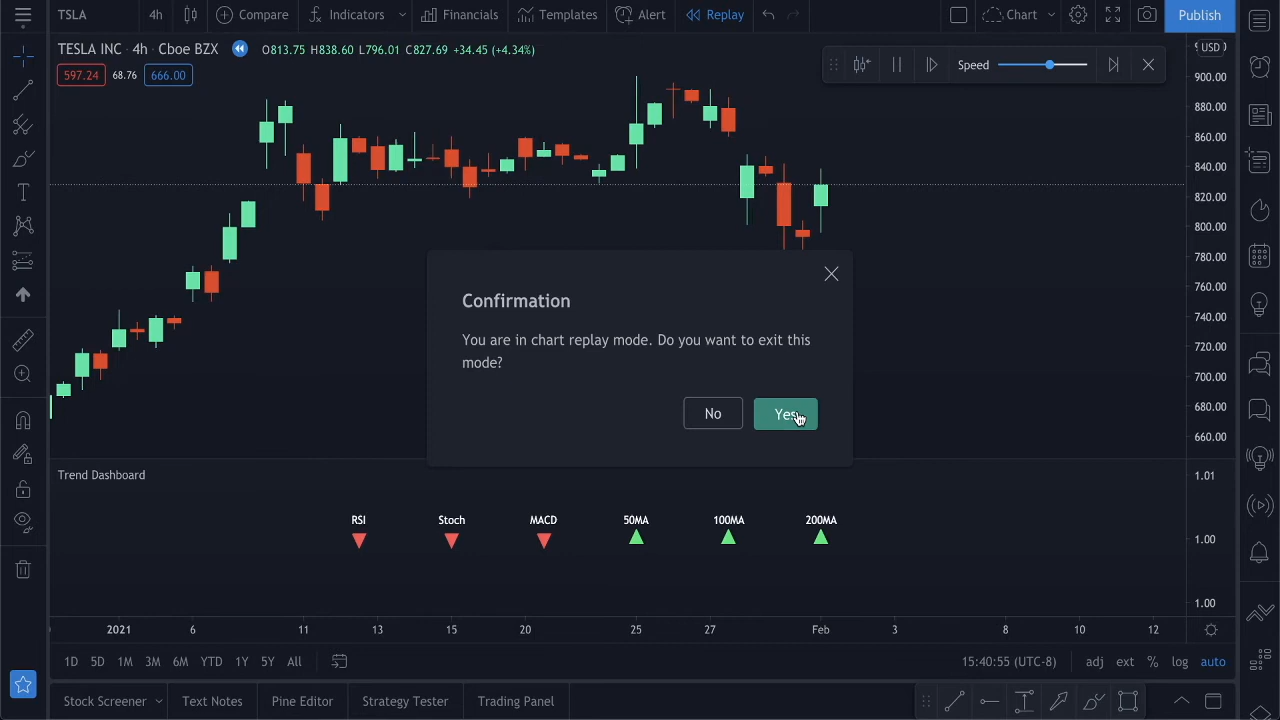 TSLA 4h Compare Indicators Financials Templates Alert Replay Chart Publish
TESLA INC · 4h · Cboe BZX O813.75 H838.60 L796.01 C827.69 +34.45 (+4.34%)
597.24 68.76 666.00
Speed
USD
900.00
880.00
860.00
840.00
820.00
800.00
780.00
760.00
740.00
720.00
700.00
680.00
660.00
Confirmation
You are in chart replay mode. Do you want to exit this
mode?
No Yes
Trend Dashboard
1.01
1.00
1.00
RSI Stoch MACD 50MA 100MA 200MA
2021 6 11 13 15 20 25 27 Feb 3 8 10 12
1D 5D 1M 3M 6M YTD 1Y 5Y All 15:40:55 (UTC-8) adj ext % log auto
Stock Screener Text Notes Pine Editor Strategy Tester Trading Panel